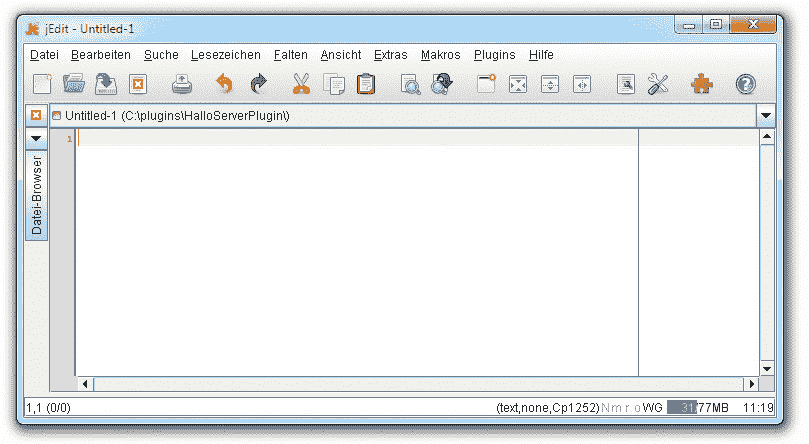 jEdit - Untitled-1
Datei Bearbeiten Suche Lesezeichen Falten Ansicht Extras Makros Plugins Hilfe
Untitled-1 (C:\plugins\HalloServerPlugin\)
1
Datei-Browser
1,1 (0/0) (text,none,Cp1252) N m r o WG 31/77MB 11:19